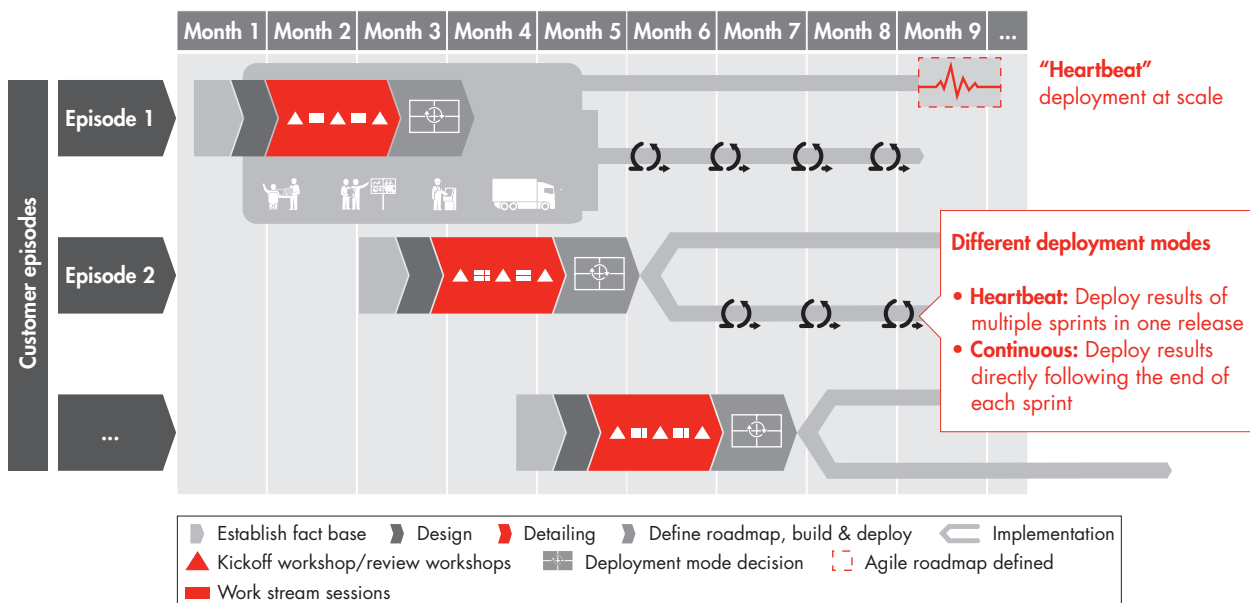 Month 1 Month 2 Month 3 Month 4 Month 5 Month 6 Month 7 Month 8 Month 9 ...
Customer episodes
Episode 1
“Heartbeat”
deployment at scale
Episode 2
Different deployment modes
• Heartbeat: Deploy results of
multiple sprints in one release
• Continuous: Deploy results
directly following the end of
each sprint
...
Establish fact base Design Detailing Define roadmap, build & deploy Implementation
Kickoff workshop/review workshops Deployment mode decision Agile roadmap defined
Work stream sessions